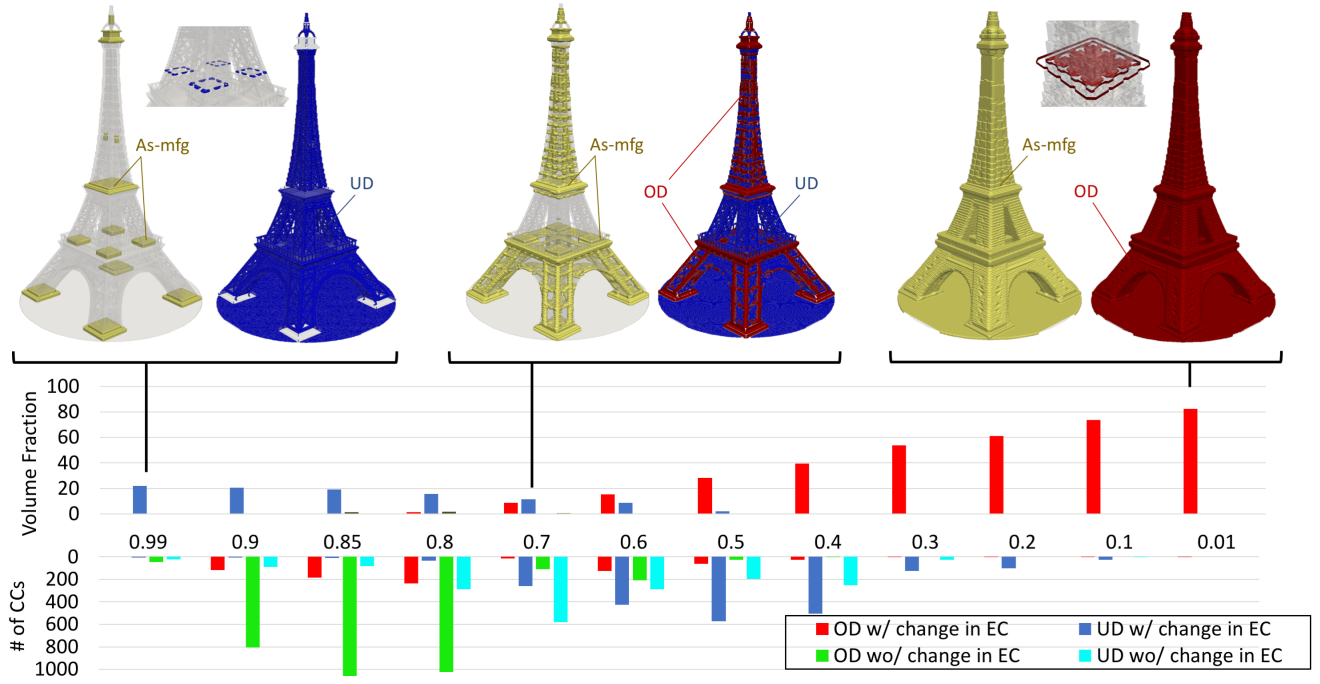 As-mfg
UD
As-mfg
OD
UD
As-mfg
OD
Volume Fraction
100
80
60
40
20
0
0.99 0.9 0.85 0.8 0.7 0.6 0.5 0.4 0.3 0.2 0.1 0.01
# of CCs
0
200
400
600
800
1000
OD w/ change in EC UD w/ change in EC
OD wo/ change in EC UD wo/ change in EC